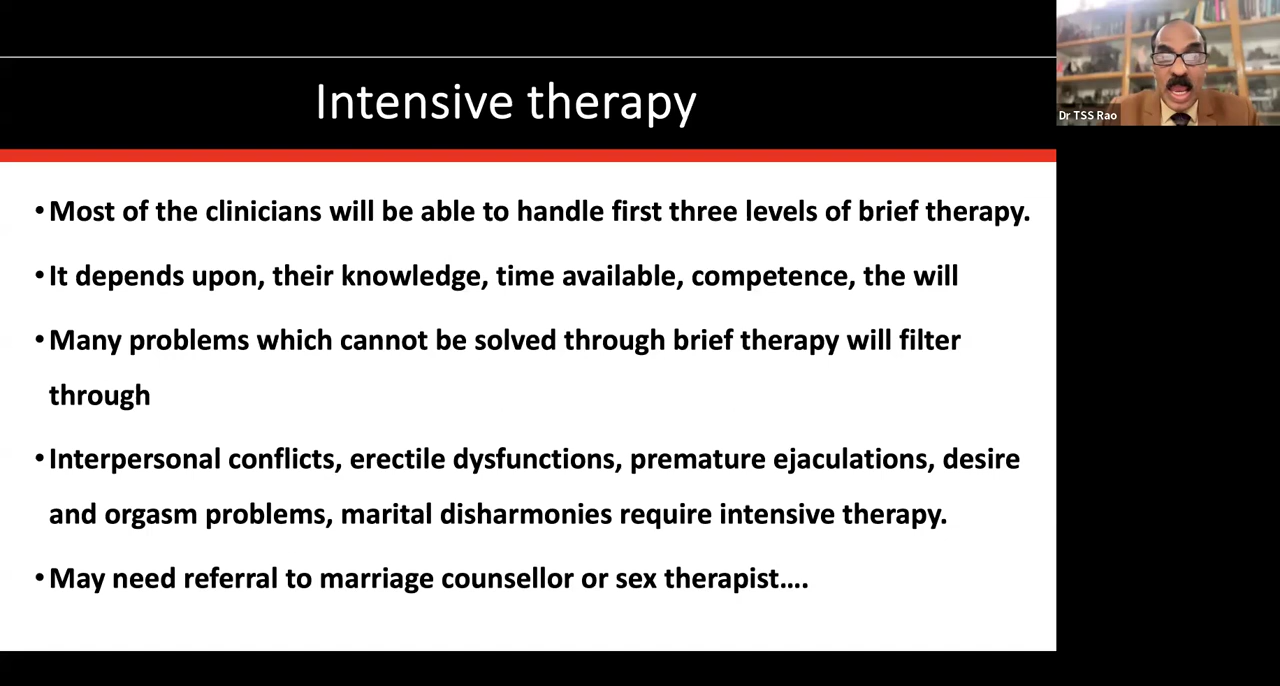 Intensive therapy
Dr TSS Rao
•Most of the clinicians will be able to handle first three levels of brief therapy.
•It depends upon, their knowledge, time available, competence, the will
•Many problems which cannot be solved through brief therapy will filter
through
•Interpersonal conflicts, erectile dysfunctions, premature ejaculations, desire
and orgasm problems, marital disharmonies require intensive therapy.
•May need referral to marriage counsellor or sex therapist....